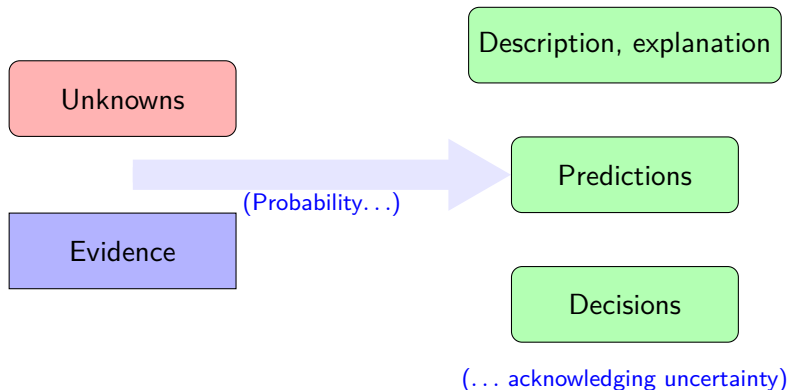 Description, explanation
Unknowns
Predictions
(Probability. . .)
Evidence
Decisions
(. . . acknowledging uncertainty)